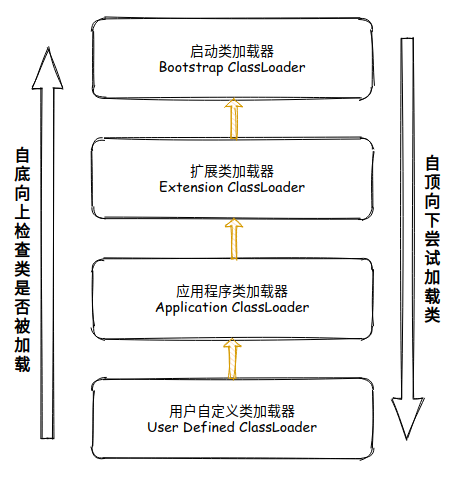 启动类加载器
Bootstrap ClassLoader
扩展类加载器
Extension ClassLoader
应用程序类加载器
Application ClassLoader
用户自定义类加载器
User Defined ClassLoader
自底向上检查类是否被加载
自顶向下尝试加载类